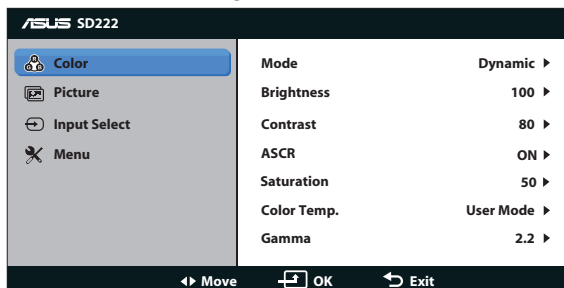 ASUS SD222
Color
Picture
Input Select
Menu
Mode Dynamic
Brightness 100
Contrast 80
ASCR ON
Saturation 50
Color Temp. User Mode
Gamma 2.2
Move OK Exit